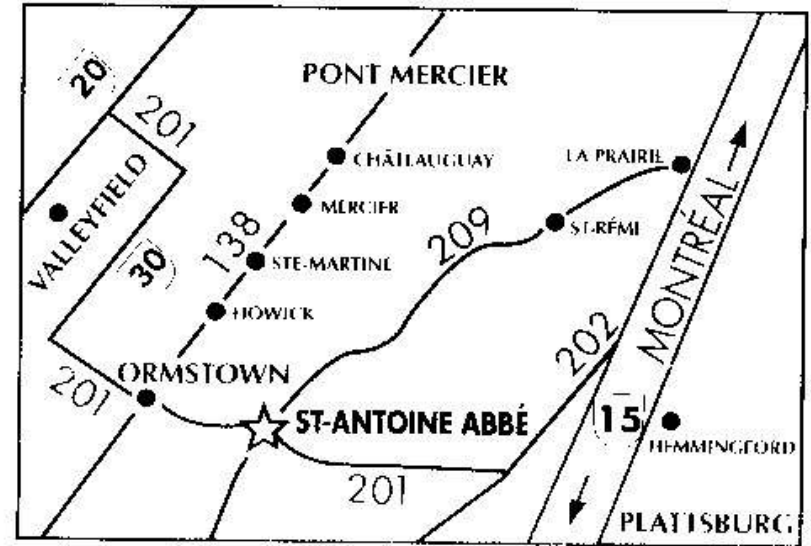 20
201
PONT MERCIER
CHÂTLAUGUAY
LA PRAIRIE
VALLEYFIELD
MERCIER
138
209
ST-RÉMI
MONTRÉAL
30
STE-MARTINE
HOWICK
202
ORMSTOWN
201
ST-ANTOINE ABBÉ
15
HEMMINGFORD
201
PLATTSBURG